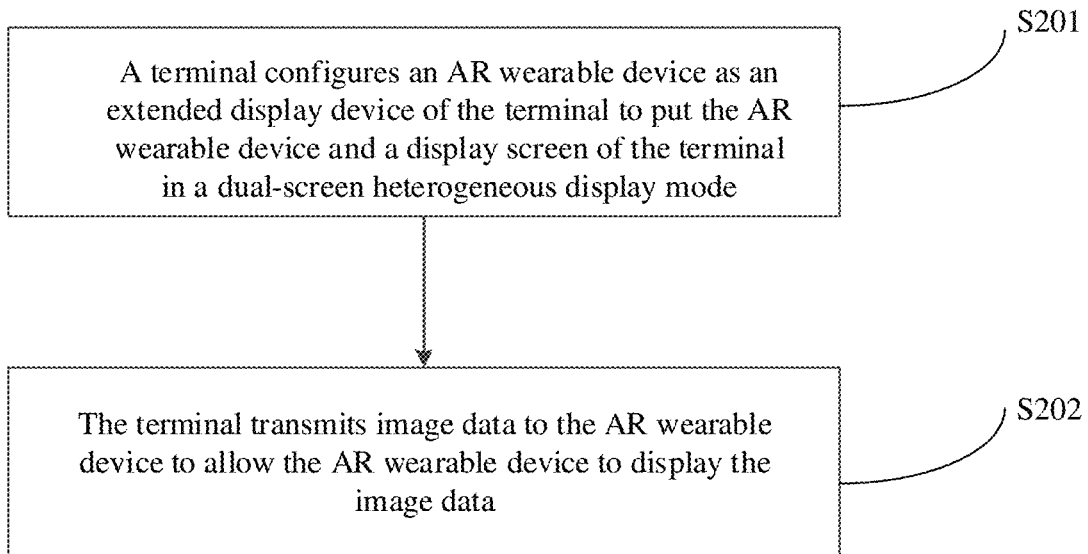 S201
A terminal configures an AR wearable device as an
extended display device of the terminal to put the AR
wearable device and a display screen of the terminal
in a dual-screen heterogeneous display mode
S202
The terminal transmits image data to the AR wearable
device to allow the AR wearable device to display the
image data